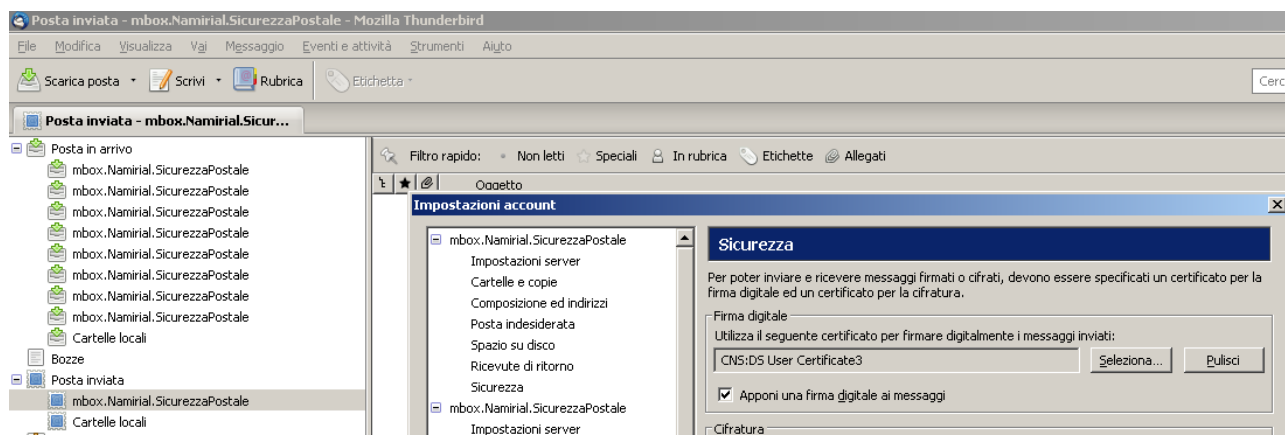 Posta inviata - mbox.Namirial.SicurezzaPostale - Mozilla Thunderbird
File Modifica Visualizza Vai Messaggio Eventi e attività Strumenti Aiuto
Scarica posta Scrivi Rubrica Etichetta Cerc
Posta inviata - mbox.Namirial.Sicur...
Posta in arrivo
mbox.Namirial.SicurezzaPostale
mbox.Namirial.SicurezzaPostale
mbox.Namirial.SicurezzaPostale
mbox.Namirial.SicurezzaPostale
mbox.Namirial.SicurezzaPostale
mbox.Namirial.SicurezzaPostale
mbox.Namirial.SicurezzaPostale
mbox.Namirial.SicurezzaPostale
Cartelle locali
Bozze
Posta inviata
mbox.Namirial.SicurezzaPostale
Cartelle locali
Filtro rapido: Non letti Speciali In rubrica Etichette Allegati
Oggetto
Impostazioni account
mbox.Namirial.SicurezzaPostale
Impostazioni server
Cartelle e copie
Composizione ed indirizzi
Posta indesiderata
Spazio su disco
Ricevute di ritorno
Sicurezza
mbox.Namirial.SicurezzaPostale
Impostazioni server
Sicurezza
Per poter inviare e ricevere messaggi firmati o cifrati, devono essere specificati un certificato per la
firma digitale ed un certificato per la cifratura.
Firma digitale
Utilizza il seguente certificato per firmare digitalmente i messaggi inviati:
CNS:DS User Certificate3 Seleziona... Pulisci
Apponi una firma digitale ai messaggi
Cifratura